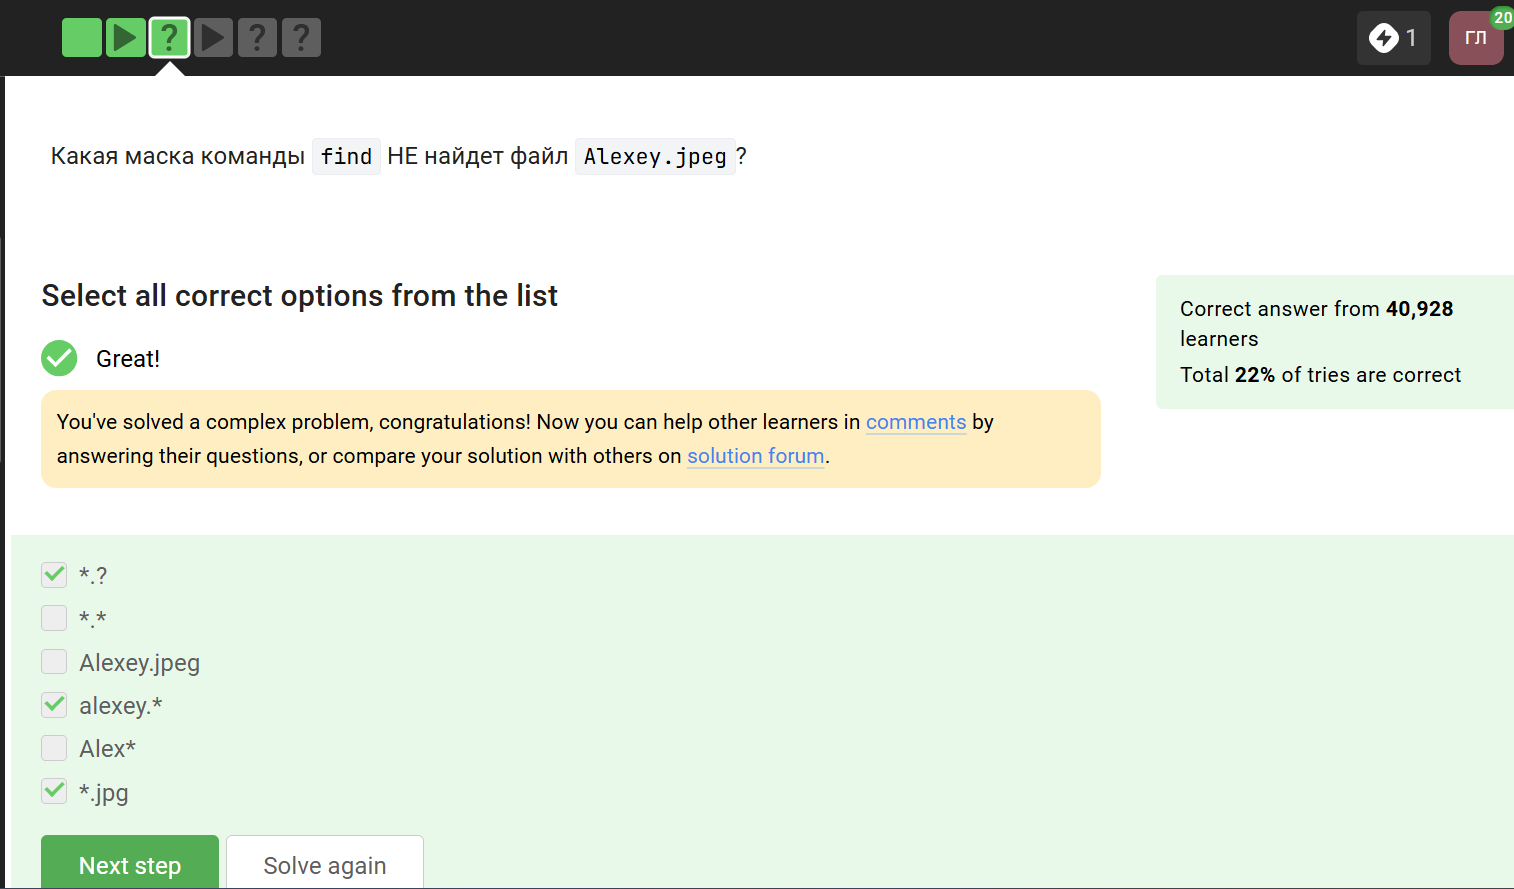 ? ? ?
1
ГЛ
20
Какая маска команды find НЕ найдет файл Alexey.jpeg?
Select all correct options from the list
Great!
Correct answer from 40,928
learners
Total 22% of tries are correct
You've solved a complex problem, congratulations! Now you can help other learners in comments by
answering their questions, or compare your solution with others on solution forum.
*.?
*.*
Alexey.jpeg
alexey.*
Alex*
*.jpg
Next step
Solve again